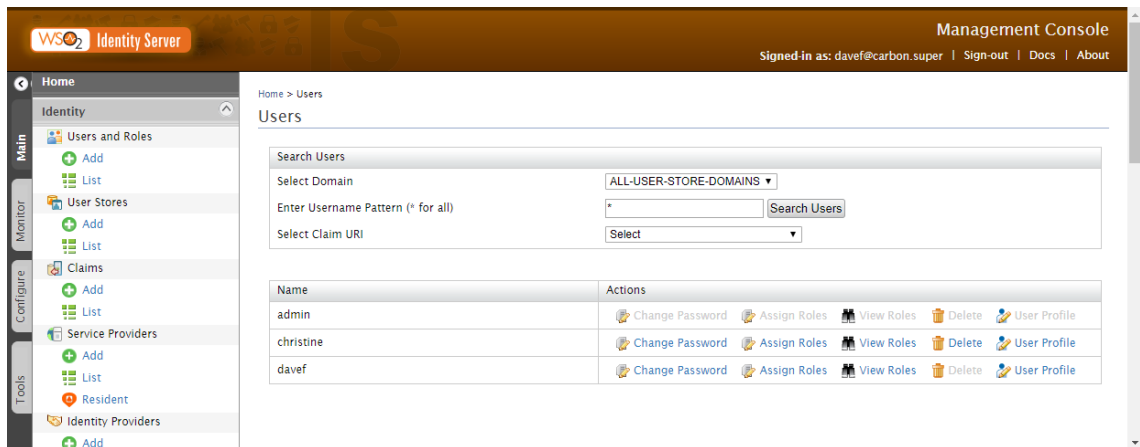 WSO2 Identity Server
Management Console
Signed-in as: davef@carbon.super | Sign-out | Docs | About
Main
Monitor
Configure
Tools
Home
Identity
Users and Roles
Add
List
User Stores
Add
List
Claims
Add
List
Service Providers
Add
List
Resident
Identity Providers
Add
Home > Users
Users
Search Users
Select Domain ALL-USER-STORE-DOMAINS
Enter Username Pattern (* for all) * Search Users
Select Claim URI Select
Name Actions
admin Change Password Assign Roles View Roles Delete User Profile
christine Change Password Assign Roles View Roles Delete User Profile
davef Change Password Assign Roles View Roles Delete User Profile